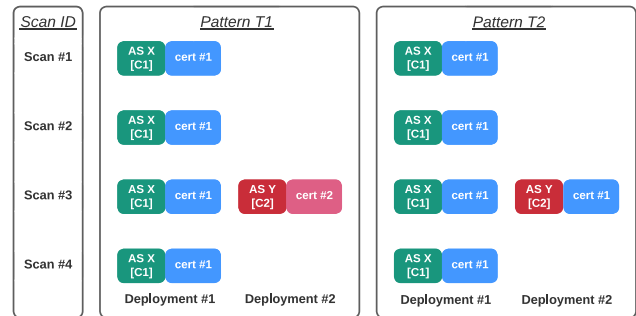 Scan ID
Pattern T1
Pattern T2
Scan #1
AS X
[C1]
cert #1
AS X
[C1]
cert #1
Scan #2
AS X
[C1]
cert #1
AS X
[C1]
cert #1
Scan #3
AS X
[C1]
cert #1
AS Y
[C2]
cert #2
AS X
[C1]
cert #1
AS Y
[C2]
cert #1
Scan #4
AS X
[C1]
cert #1
AS X
[C1]
cert #1
Deployment #1
Deployment #2
Deployment #1
Deployment #2